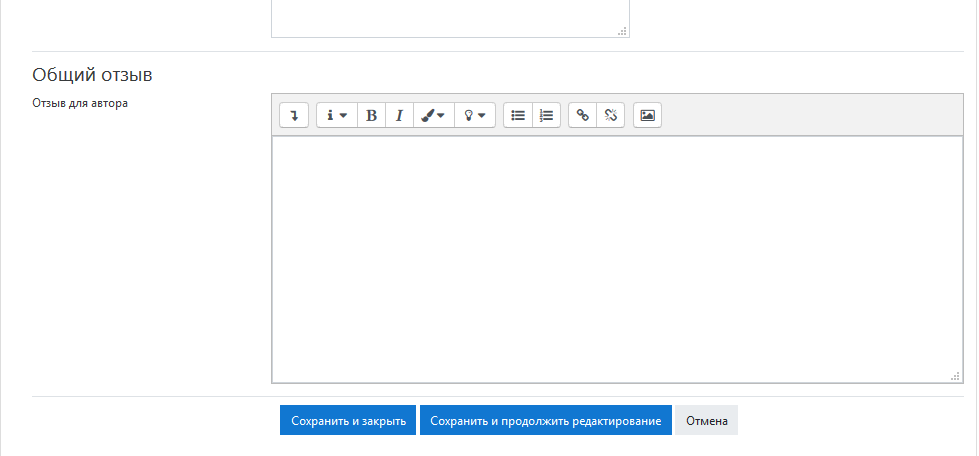 Общий отзыв
Отзыв для автора
Сохранить и закрыть Сохранить и продолжить редактирование Отмена